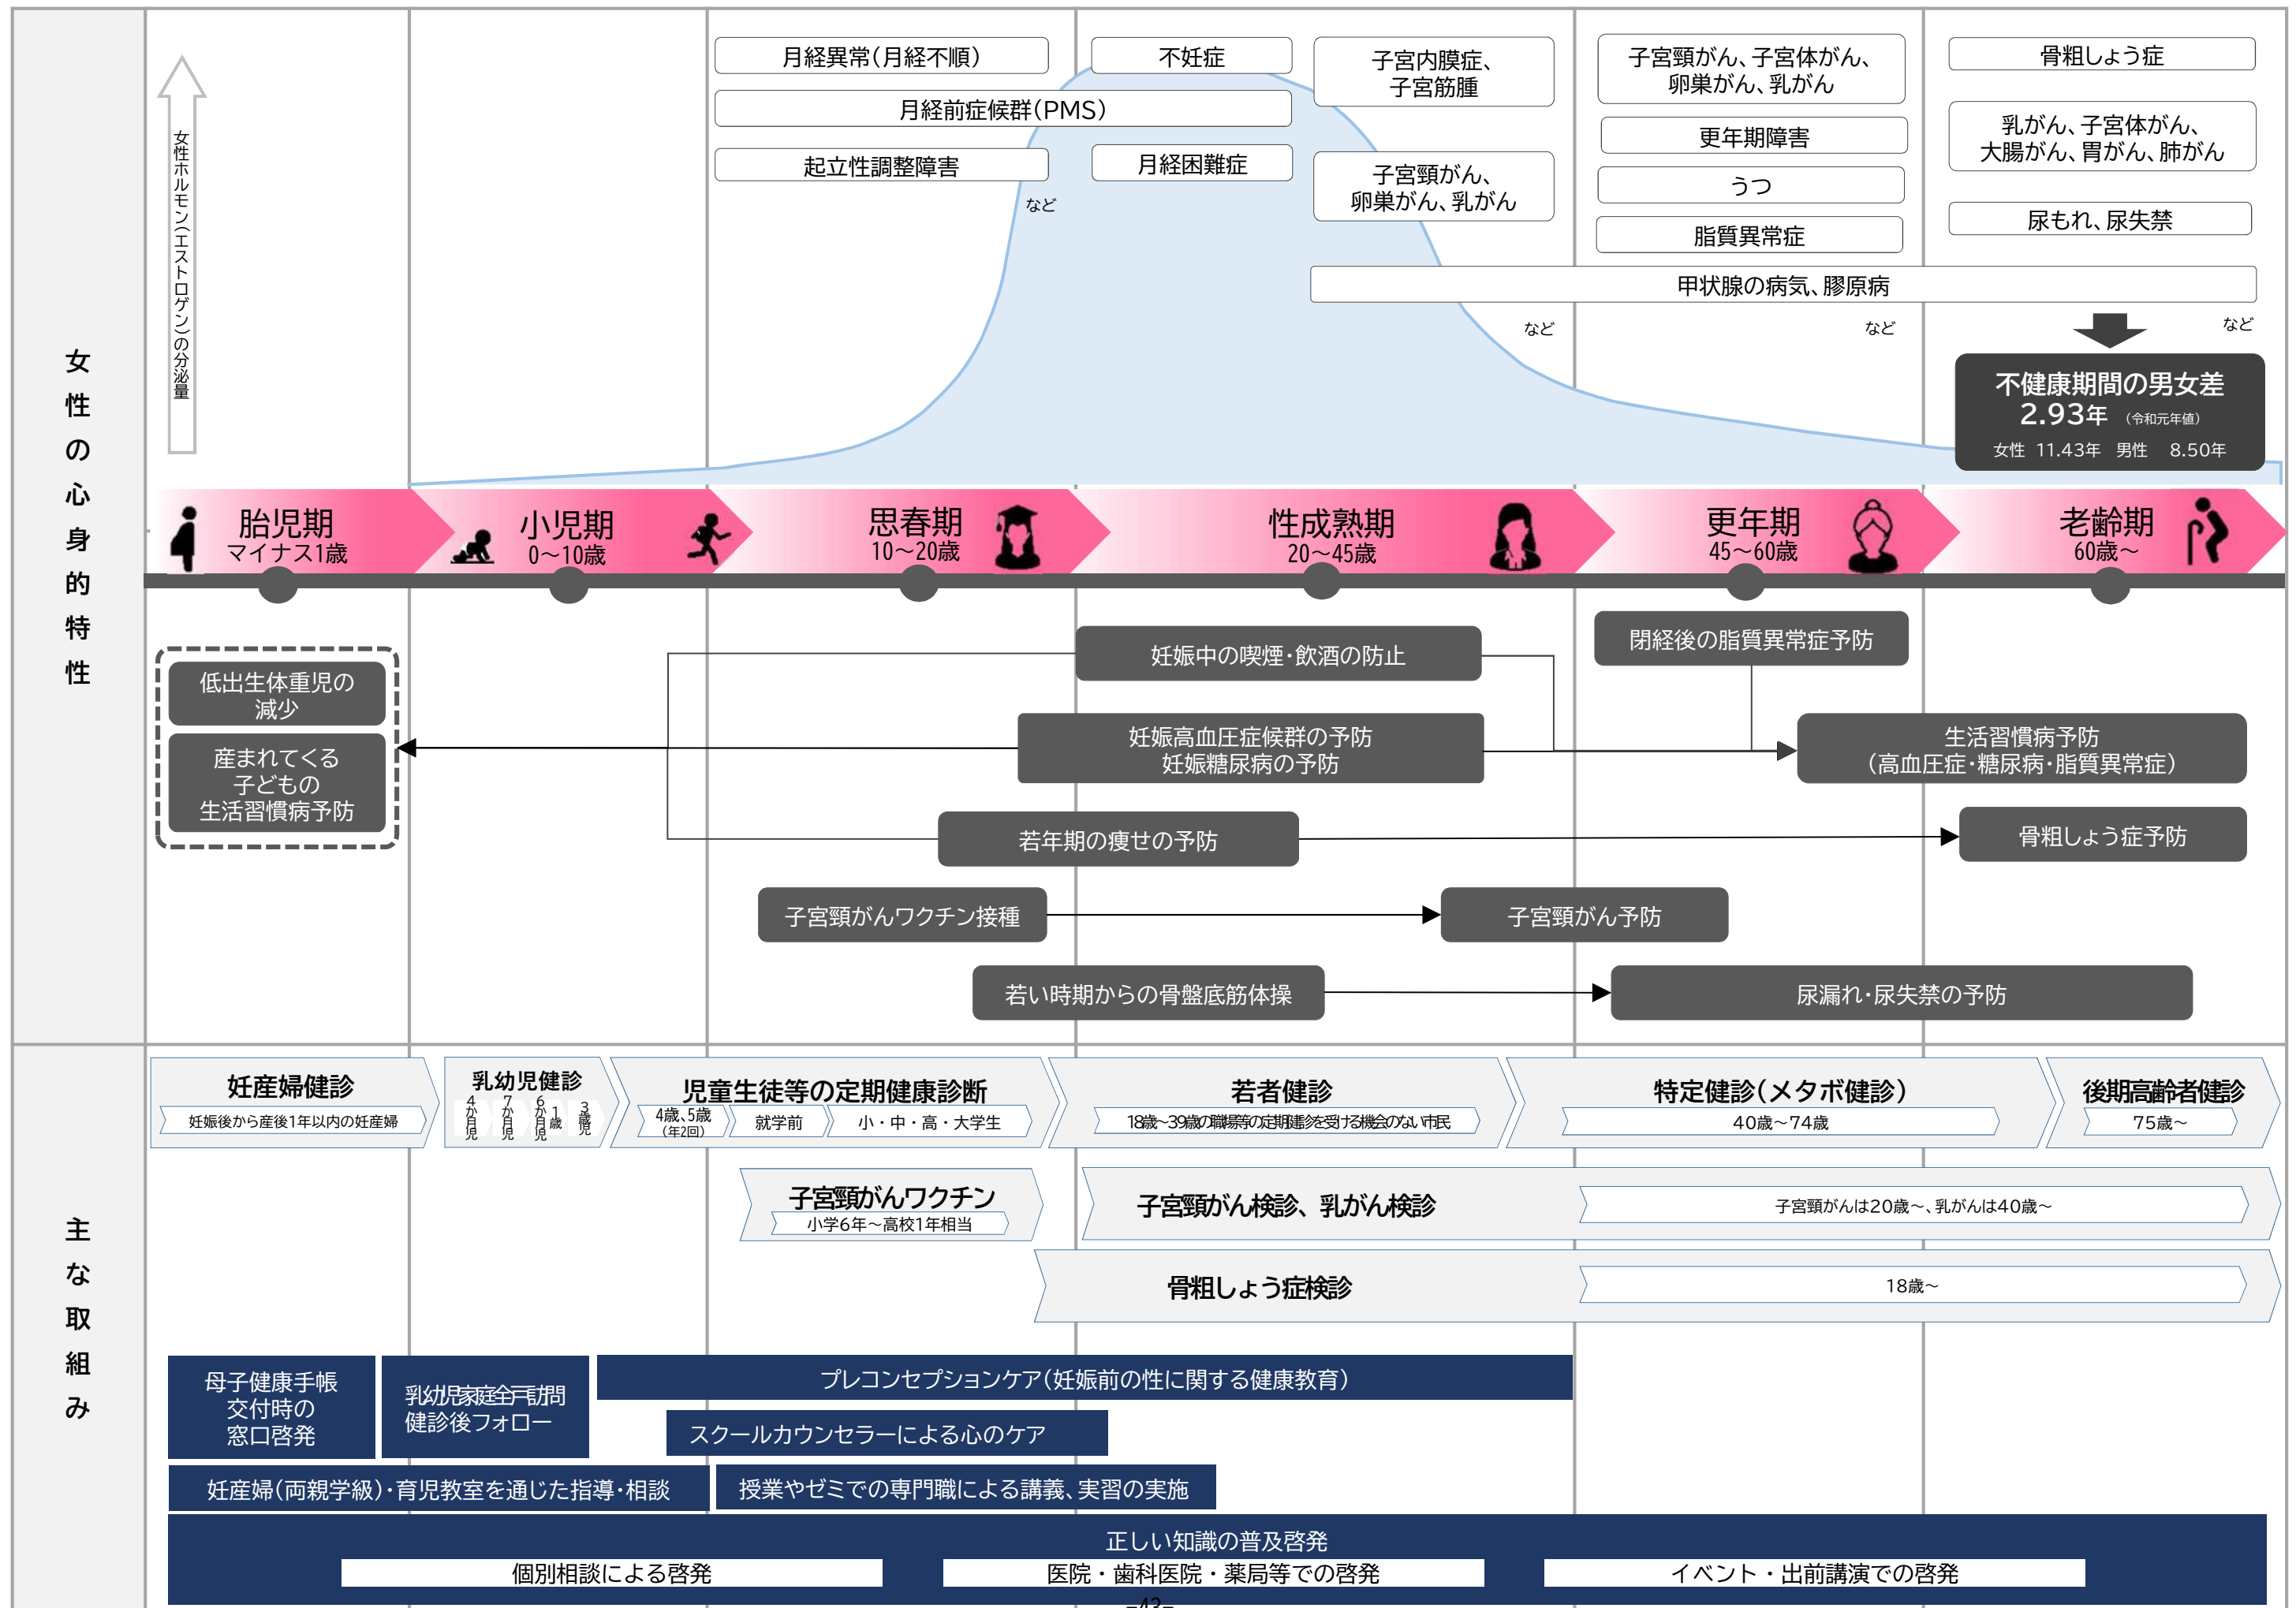 女性の心身的特性
女性ホルモン(エストロゲン)の分泌量
月経異常(月経不順)
月経前症候群(PMS)
起立性調整障害
など
不妊症
月経困難症
子宮内膜症、
子宮筋腫
子宮頸がん、
卵巣がん、乳がん
など
子宮頸がん、子宮体がん、
卵巣がん、乳がん
更年期障害
うつ
脂質異常症
など
骨粗しょう症
乳がん、子宮体がん、
大腸がん、胃がん、肺がん
尿もれ、尿失禁
甲状腺の病気、膠原病
など
不健康期間の男女差
2.93年 (令和元年値)
女性 11.43年 男性 8.50年
胎児期
マイナス1歳
小児期
0～10歳
思春期
10～20歳
性成熟期
20～45歳
更年期
45～60歳
老齢期
60歳～
低出生体重児の
減少
産まれてくる
子どもの
生活習慣病予防
妊娠中の喫煙・飲酒の防止
妊娠高血圧症候群の予防
妊娠糖尿病の予防
若年期の痩せの予防
子宮頸がんワクチン接種
若い時期からの骨盤底筋体操
閉経後の脂質異常症予防
生活習慣病予防
(高血圧症・糖尿病・脂質異常症)
骨粗しょう症予防
子宮頸がん予防
尿漏れ・尿失禁の予防
主な取組み
妊産婦健診
妊娠後から産後1年以内の妊産婦
乳幼児健診
4か月児
7か月児
6か月児
1歳
3歳児
児童生徒等の定期健康診断
4歳、5歳
(年2回)
就学前
小・中・高・大学生
若者健診
18歳～39歳の職場等の定期健診を受ける機会のない市民
特定健診(メタボ健診)
40歳～74歳
後期高齢者健診
75歳～
子宮頸がんワクチン
小学6年～高校1年相当
子宮頸がん検診、乳がん検診
子宮頸がんは20歳～、乳がんは40歳～
骨粗しょう症検診
18歳～
母子健康手帳
交付時の
窓口啓発
乳幼児家庭全戸訪問
健診後フォロー
プレコンセプションケア(妊娠前の性に関する健康教育)
スクールカウンセラーによる心のケア
妊産婦(両親学級)・育児教室を通じた指導・相談
授業やゼミでの専門職による講義、実習の実施
正しい知識の普及啓発
個別相談による啓発
医院・歯科医院・薬局等での啓発
イベント・出前講演での啓発